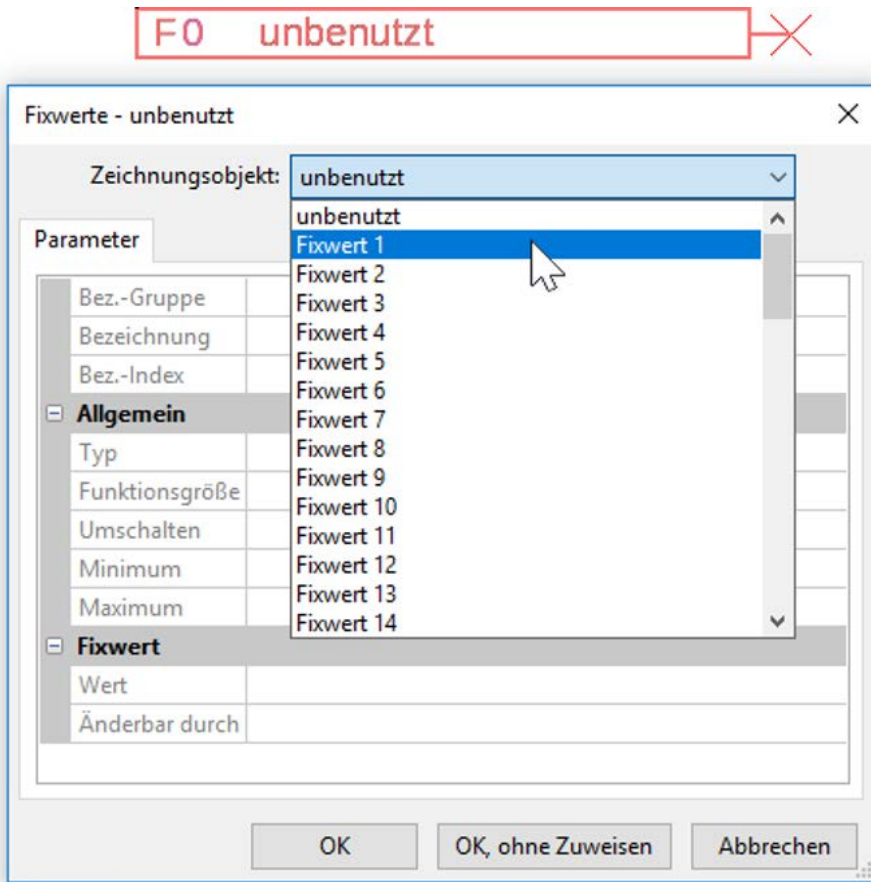 F0 unbenutzt
Fixwerte - unbenutzt
Zeichnungsobjekt: unbenutzt
unbenutzt
Fixwert 1
Fixwert 2
Fixwert 3
Fixwert 4
Fixwert 5
Fixwert 6
Fixwert 7
Fixwert 8
Fixwert 9
Fixwert 10
Fixwert 11
Fixwert 12
Fixwert 13
Fixwert 14
Parameter
Bez.-Gruppe
Bezeichnung
Bez.-Index
Allgemein
Typ
Funktionsgröße
Umschalten
Minimum
Maximum
Fixwert
Wert
Änderbar durch
OK OK, ohne Zuweisen Abbrechen